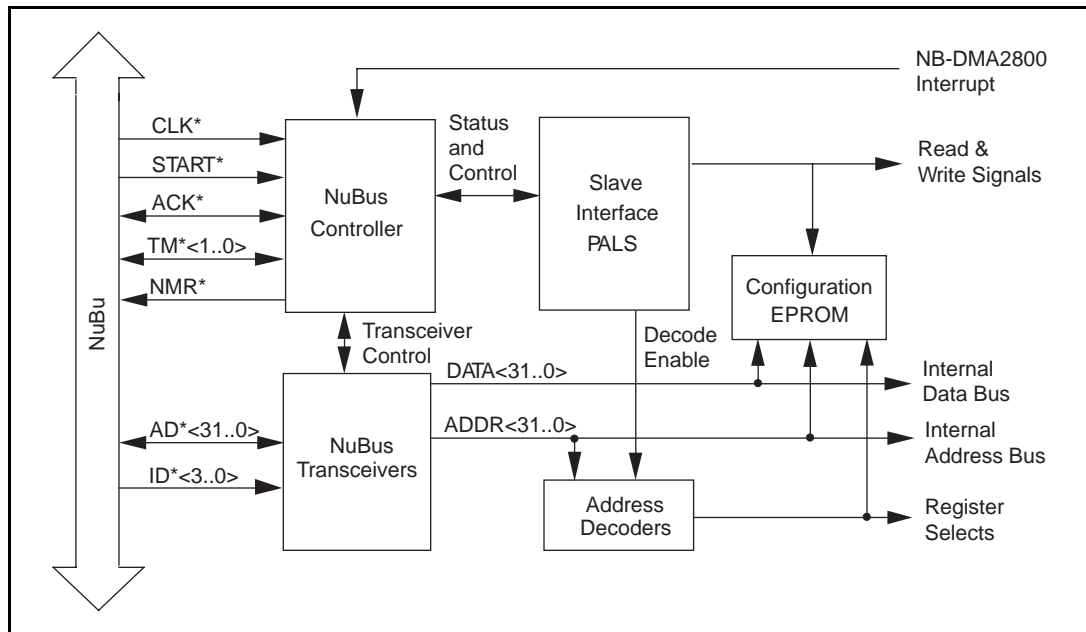 NB-DMA2800
Interrupt
CLK*
START*
ACK*
TM*<1..0>
NMR*
NuBus
Controller
Status
and
Control
Slave
Interface
PALS
Read &
Write Signals
Configuration
EPROM
NuBu
Transceiver
Control
Decode
Enable
DATA<31..0>
Internal
Data Bus
AD*<31..0>
ID*<3..0>
NuBus
Transceivers
ADDR<31..0>
Internal
Address Bus
Address
Decoders
Register
Selects